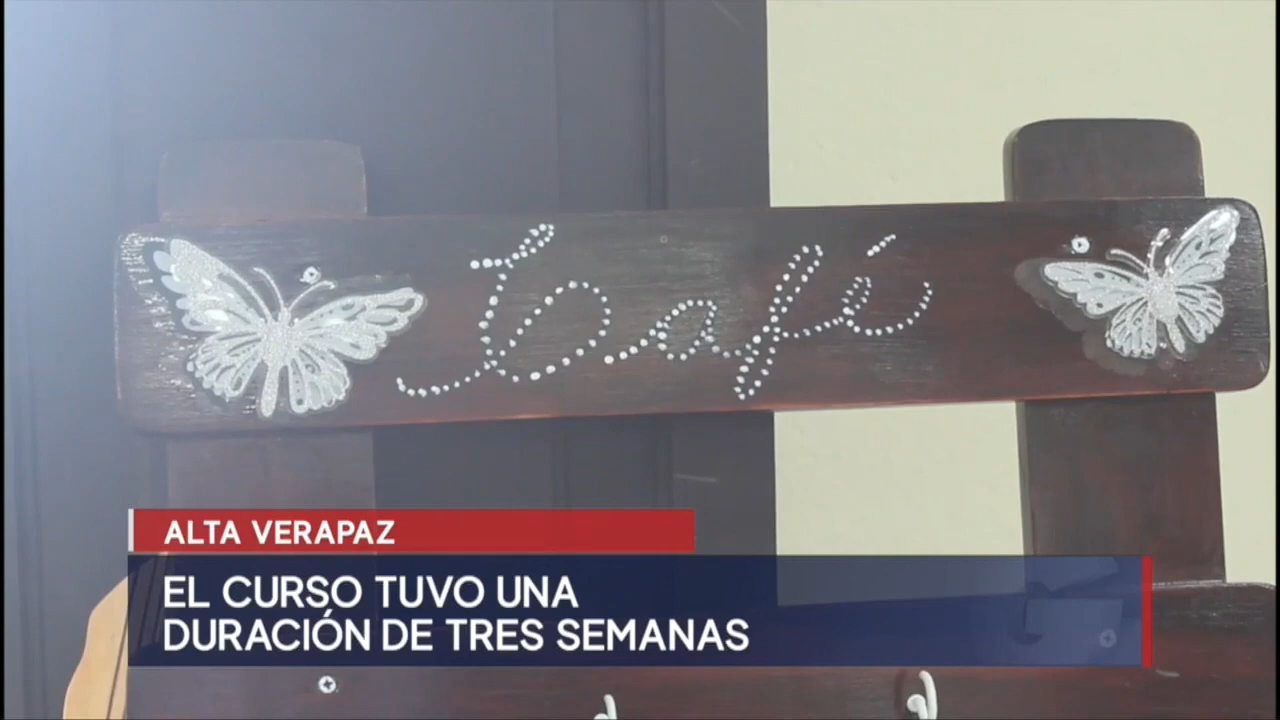 Café
ALTA VERAPAZ
EL CURSO TUVO UNA
DURACIÓN DE TRES SEMANAS